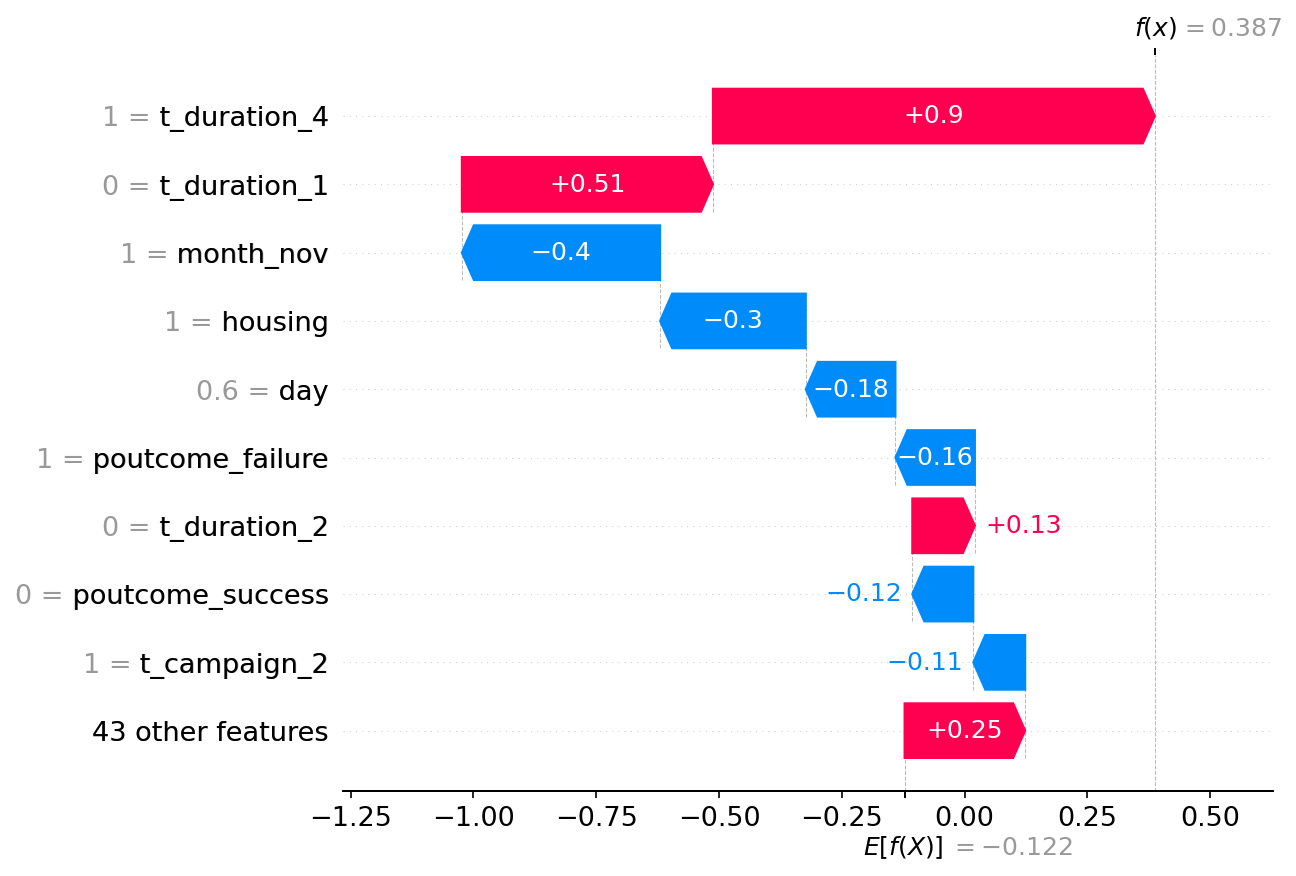 f(x) = 0.387
1 = t_duration_4
+0.9
0 = t_duration_1
+0.51
1 = month_nov
−0.4
1 = housing
−0.3
0.6 = day
−0.18
1 = poutcome_failure
−0.16
0 = t_duration_2
+0.13
0 = poutcome_success
−0.12
1 = t_campaign_2
−0.11
43 other features
+0.25
−1.25 −1.00 −0.75 −0.50 −0.25 0.00 0.25 0.50
E[f(X)] = −0.122